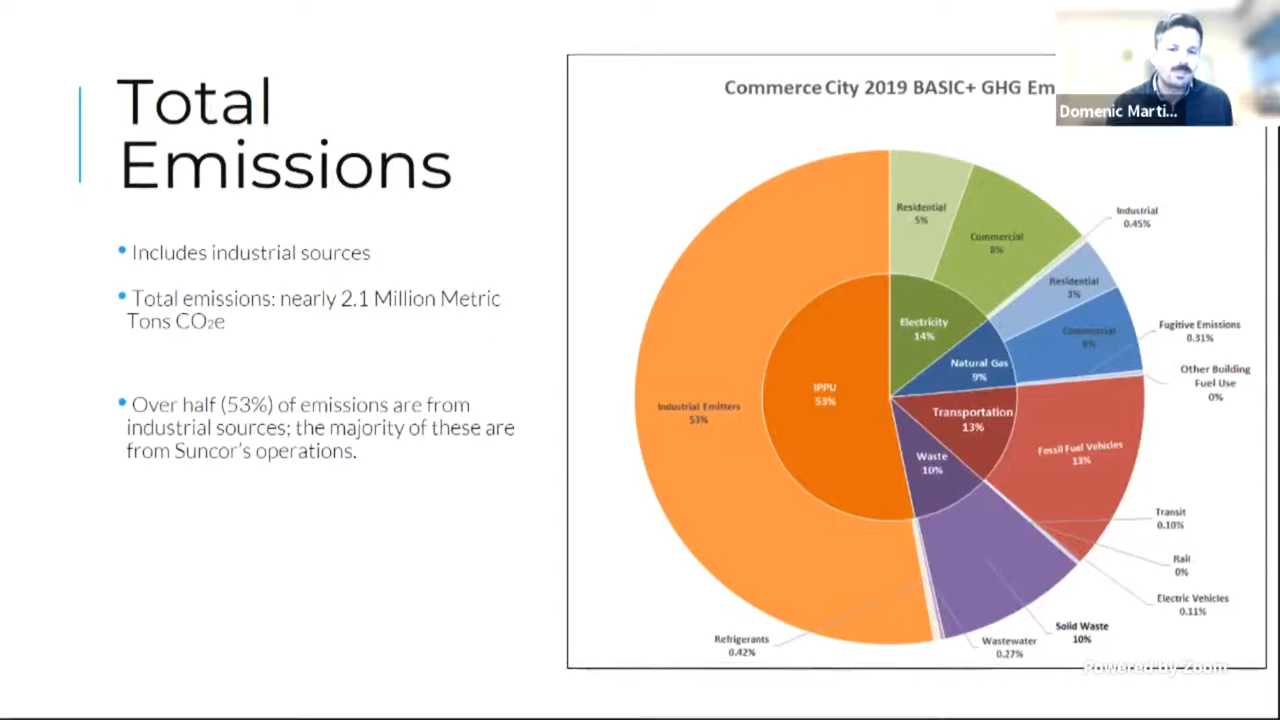 Total
Emissions
• Includes industrial sources
• Total emissions: nearly 2.1 Million Metric
Tons CO₂e
• Over half (53%) of emissions are from
industrial sources; the majority of these are
from Suncor's operations.
Commerce City 2019 BASIC+ GHG Em
Domenic Marti...
Residential
5%
Commercial
8%
Industrial
0.45%
Residential
3%
Commercial
6%
Fugitive Emissions
0.31%
Other Building
Fuel Use
0%
Electricity
14%
Natural Gas
9%
IPPU
53%
Industrial Emitters
53%
Transportation
13%
Fossil Fuel Vehicles
13%
Waste
10%
Transit
0.10%
Rail
0%
Electric Vehicles
0.11%
Solid Waste
10%
Wastewater
0.27%
Refrigerants
0.42%
Powered by Zoom